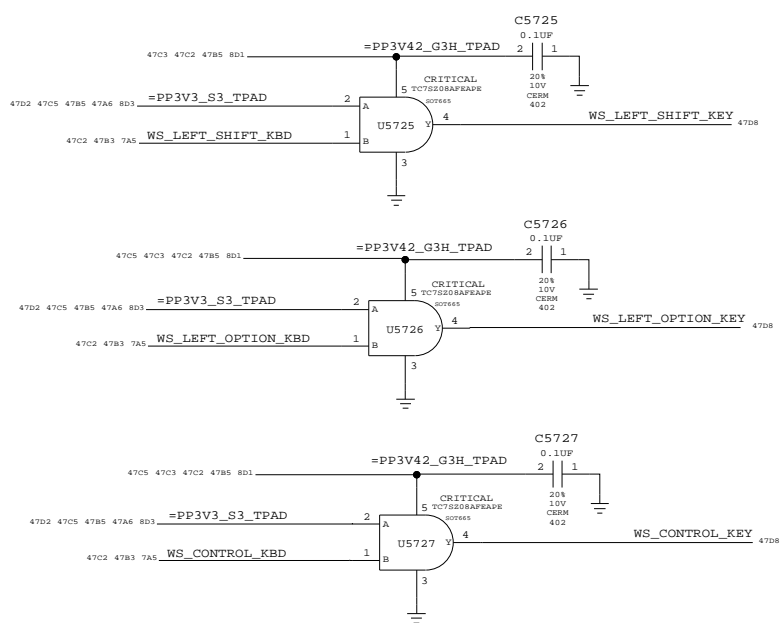 C5725
0.1UF
47C3 47C2 47B5 8D1 =PP3V42_G3H_TPAD 2 1
20%
10V
CERM
402
5 CRITICAL
TC7SZ08AFEAPE
SOT665
47D2 47C5 47B5 47A6 8D3 =PP3V3_S3_TPAD 2 A
U5725 Y 4 WS_LEFT_SHIFT_KEY 47D8
47C2 47B3 7A5 WS_LEFT_SHIFT_KBD 1 B
3
C5726
0.1UF
47C5 47C3 47C2 47B5 8D1 =PP3V42_G3H_TPAD 2 1
20%
10V
CERM
402
5 CRITICAL
TC7SZ08AFEAPE
SOT665
47D2 47C5 47B5 47A6 8D3 =PP3V3_S3_TPAD 2 A
U5726 Y 4 WS_LEFT_OPTION_KEY 47D8
47C2 47B3 7A5 WS_LEFT_OPTION_KBD 1 B
3
C5727
0.1UF
47C5 47C3 47C2 47B5 8D1 =PP3V42_G3H_TPAD 2 1
20%
10V
CERM
402
5 CRITICAL
TC7SZ08AFEAPE
SOT665
47D2 47C5 47B5 47A6 8D3 =PP3V3_S3_TPAD 2 A
U5727 Y 4 WS_CONTROL_KEY 47D8
47C2 47B3 7A5 WS_CONTROL_KBD 1 B
3